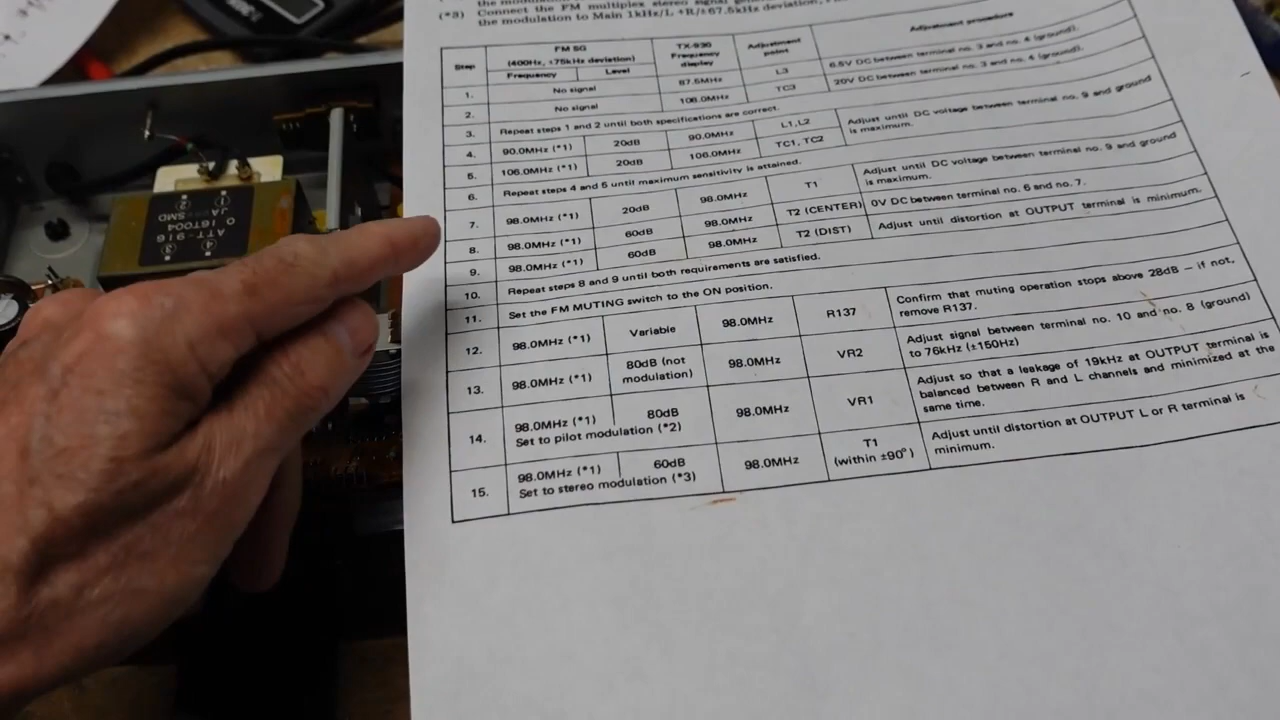 (*3) Connect the FM multiplex stereo signal
the modulation to Main 1kHz/L +R/±67.5kHz deviation,
Step
FM SG
(400Hz, ±75kHz deviation)
Frequency Level
TX-930
Frequency
display
Adjustment
point
Adjustment procedure
1. No signal 87.5MHz L3 6.5V DC between terminal no. 3 and no. 4 (ground).
2. No signal 108.0MHz TC3 20V DC between terminal no. 3 and no. 4 (ground).
3. Repeat steps 1 and 2 until both specifications are correct.
4. 90.0MHz (*1) 20dB 90.0MHz L1, L2 Adjust until DC voltage between terminal no. 9 and ground
is maximum.
5. 106.0MHz (*1) 20dB 106.0MHz TC1, TC2
6. Repeat steps 4 and 5 until maximum sensitivity is attained.
7. 98.0MHz (*1) 20dB 98.0MHz T1 Adjust until DC voltage between terminal no. 9 and ground
is maximum.
8. 98.0MHz (*1) 60dB 98.0MHz T2 (CENTER) 0V DC between terminal no. 6 and no. 7.
9. 98.0MHz (*1) 60dB 98.0MHz T2 (DIST) Adjust until distortion at OUTPUT terminal is minimum.
10. Repeat steps 8 and 9 until both requirements are satisfied.
11. Set the FM MUTING switch to the ON position.
12. 98.0MHz (*1) Variable 98.0MHz R137 Confirm that muting operation stops above 28dB — if not,
remove R137.
13. 98.0MHz (*1) 80dB (not
modulation) 98.0MHz VR2 Adjust signal between terminal no. 10 and no. 8 (ground)
to 76kHz (±150Hz)
14. 98.0MHz (*1) 80dB 98.0MHz VR1 Adjust so that a leakage of 19kHz at OUTPUT terminal is
Set to pilot modulation (*2) balanced between R and L channels and minimized at the
same time.
15. 98.0MHz (*1) 60dB 98.0MHz T1
(within ±90°) Adjust until distortion at OUTPUT L or R terminal is
Set to stereo modulation (*3) minimum.
ATT-916